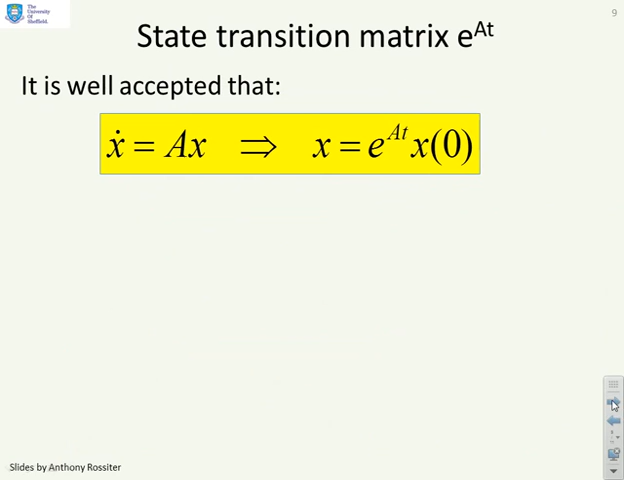 The
University
Of
Sheffield.
9
State transition matrix e^{At}
It is well accepted that:
ẋ = Ax ⇒ x = e^{At}x(0)
Slides by Anthony Rossiter